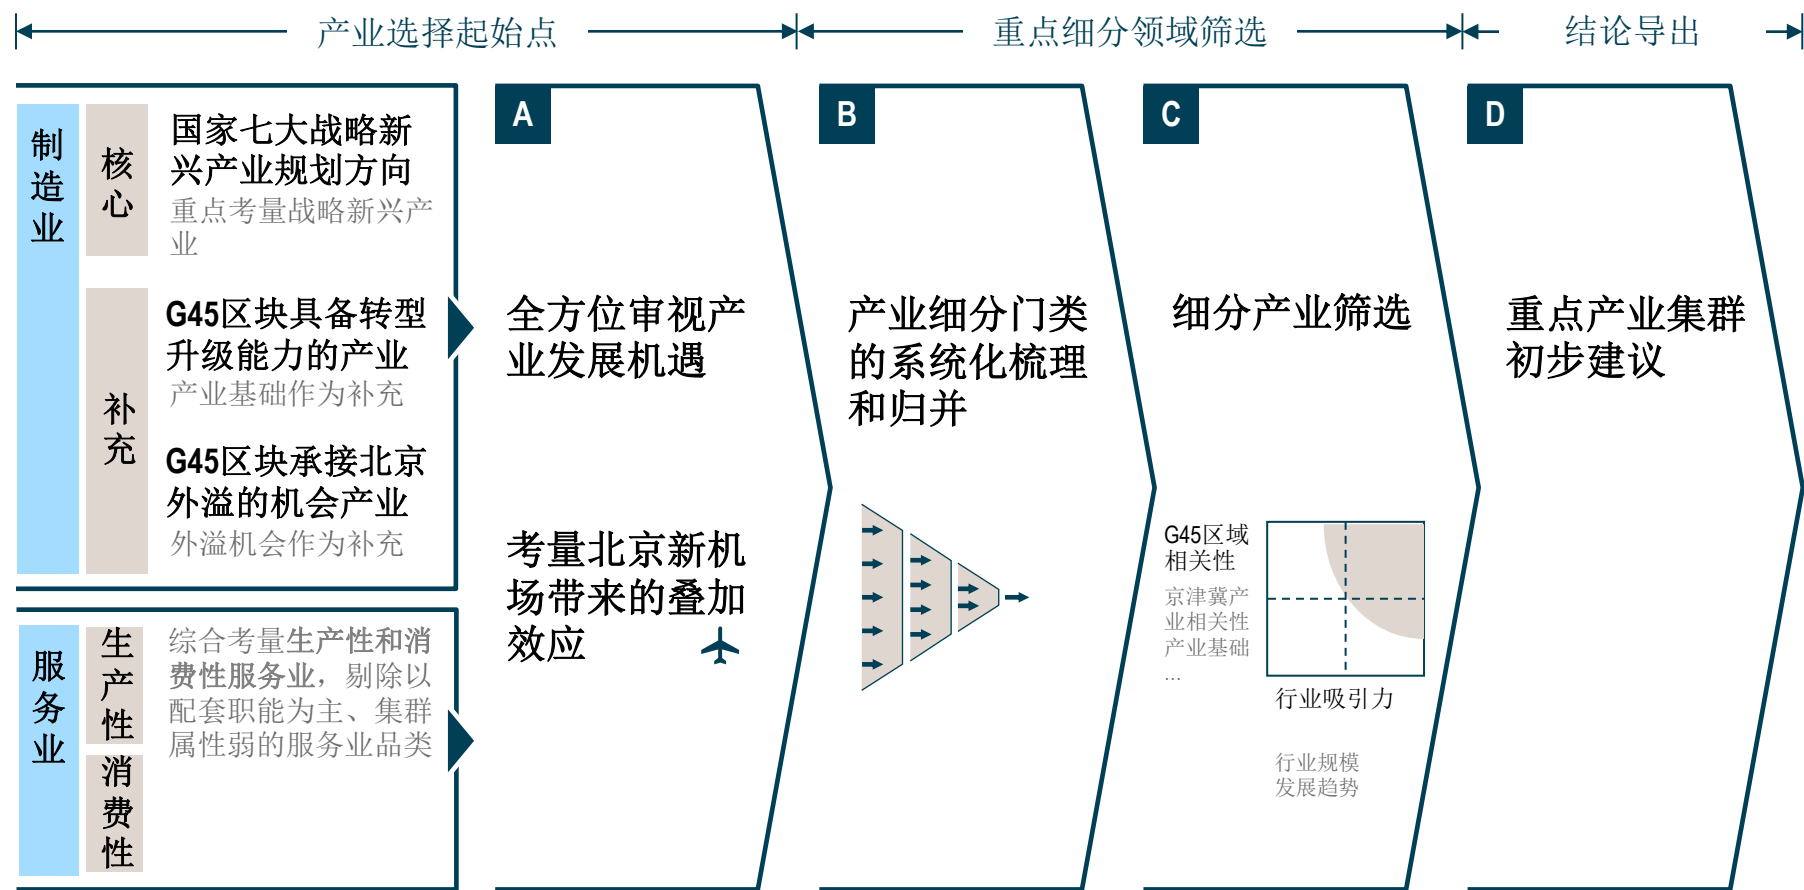 产业选择起始点
重点细分领域筛选
结论导出
制造业
核心
国家七大战略新
兴产业规划方向
重点考量战略新兴产
业
补充
G45区块具备转型
升级能力的产业
产业基础作为补充
G45区块承接北京
外溢的机会产业
外溢机会作为补充
服务业
生产性
消费性
综合考量生产性和消
费性服务业，剔除以
配套职能为主、集群
属性弱的服务业品类
A
全方位审视产
业发展机遇
考量北京新机
场带来的叠加
效应
B
产业细分门类
的系统化梳理
和归并
C
细分产业筛选
G45区域
相关性
京津冀产
业相关性
产业基础
...
行业吸引力
行业规模
发展趋势
D
重点产业集群
初步建议